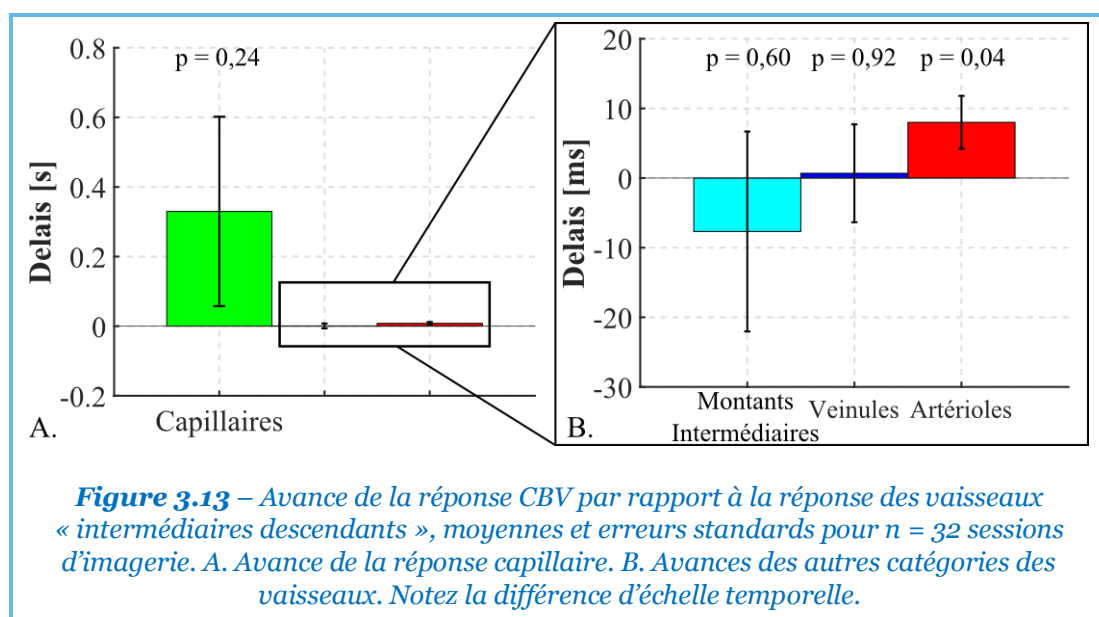 0.8
0.6
0.4
0.2
0
-0.2
Delais [s]
p = 0,24
Capillaires
A.
20
10
0
-10
-20
-30
Delais [ms]
p = 0,60 p = 0,92 p = 0,04
Montants
Intermédiaires
Veinules
Artérioles
B.
Figure 3.13 – Avance de la réponse CBV par rapport à la réponse des vaisseaux
« intermédiaires descendants », moyennes et erreurs standards pour n = 32 sessions
d'imagerie. A. Avance de la réponse capillaire. B. Avances des autres catégories des
vaisseaux. Notez la différence d'échelle temporelle.